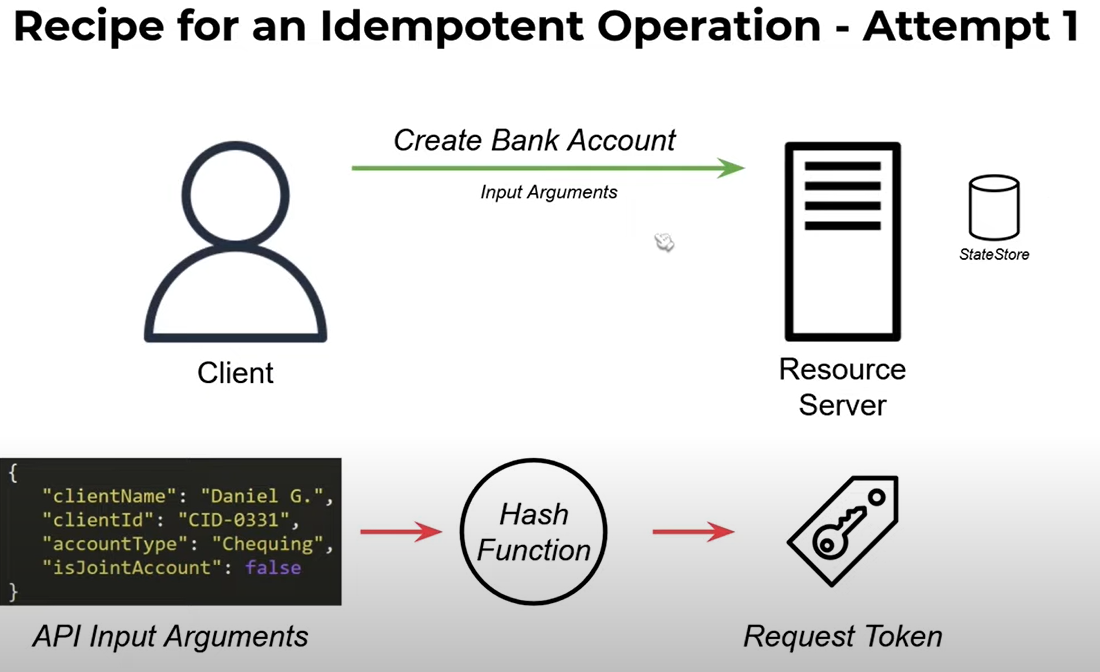 Recipe for an Idempotent Operation - Attempt 1
Create Bank Account
Input Arguments
StateStore
Client
Resource
Server
{
"clientName": "Daniel G.",
"clientId": "CID-0331",
"accountType": "Chequing",
"isJointAccount": false
}
Hash
Function
API Input Arguments
Request Token